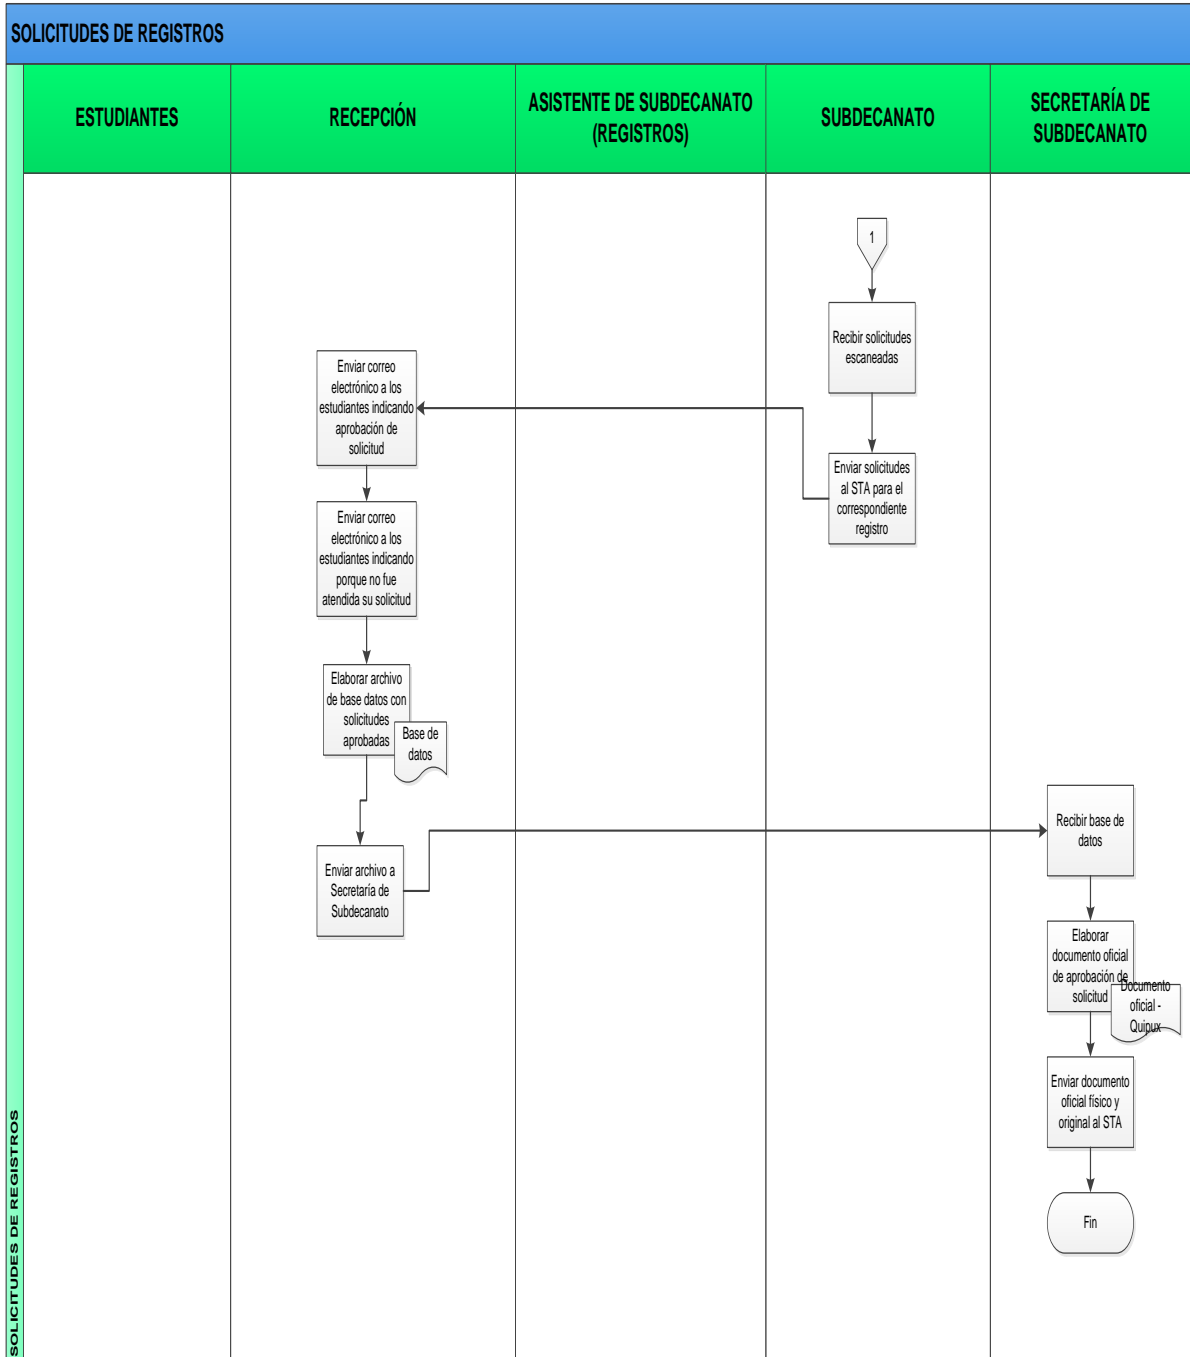 SOLICITUDES DE REGISTROS
ESTUDIANTES
RECEPCIÓN
ASISTENTE DE SUBDECANATO
(REGISTROS)
SUBDECANATO
SECRETARÍA DE
SUBDECANATO
1
Recibir solicitudes
escaneadas
Enviar solicitudes
al STA para el
correspondiente
registro
Enviar correo
electrónico a los
estudiantes indicando
aprobación de
solicitud
Enviar correo
electrónico a los
estudiantes indicando
porque no fue
atendida su solicitud
Elaborar archivo
de base datos con
solicitudes
aprobadas
Base de
datos
Enviar archivo a
Secretaría de
Subdecanato
Recibir base de
datos
Elaborar
documento oficial
de aprobación de
solicitud
Documento
oficial -
Quipux
Enviar documento
oficial físico y
original al STA
Fin
SOLICITUDES DE REGISTROS